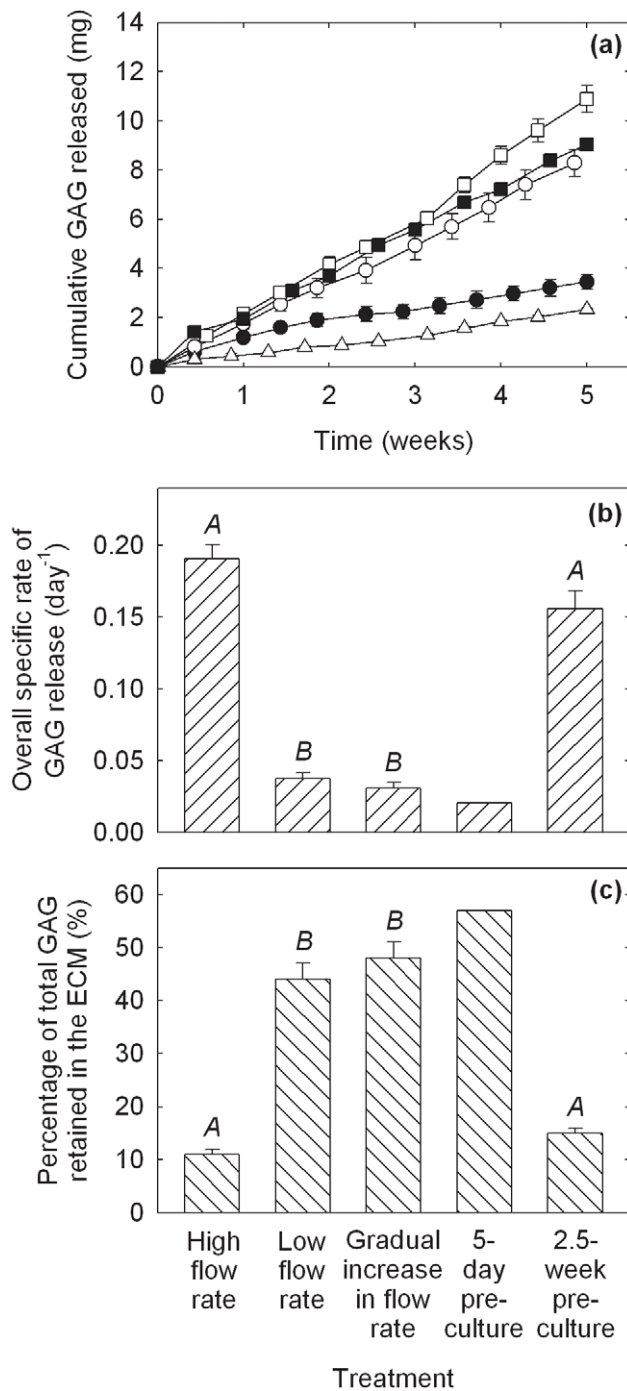 (a)
Cumulative GAG released (mg)
14
12
10
8
6
4
2
0
0 1 2 3 4 5
Time (weeks)
(b)
Overall specific rate of
GAG release (day-1)
0.20
0.15
0.10
0.05
0.00
A
B
B
A
(c)
Percentage of total GAG
retained in the ECM (%)
60
50
40
30
20
10
0
A
B
B
A
High
flow
rate
Low
flow
rate
Gradual
increase
in flow
rate
5-
day
pre-
culture
2.5-
week
pre-
culture
Treatment